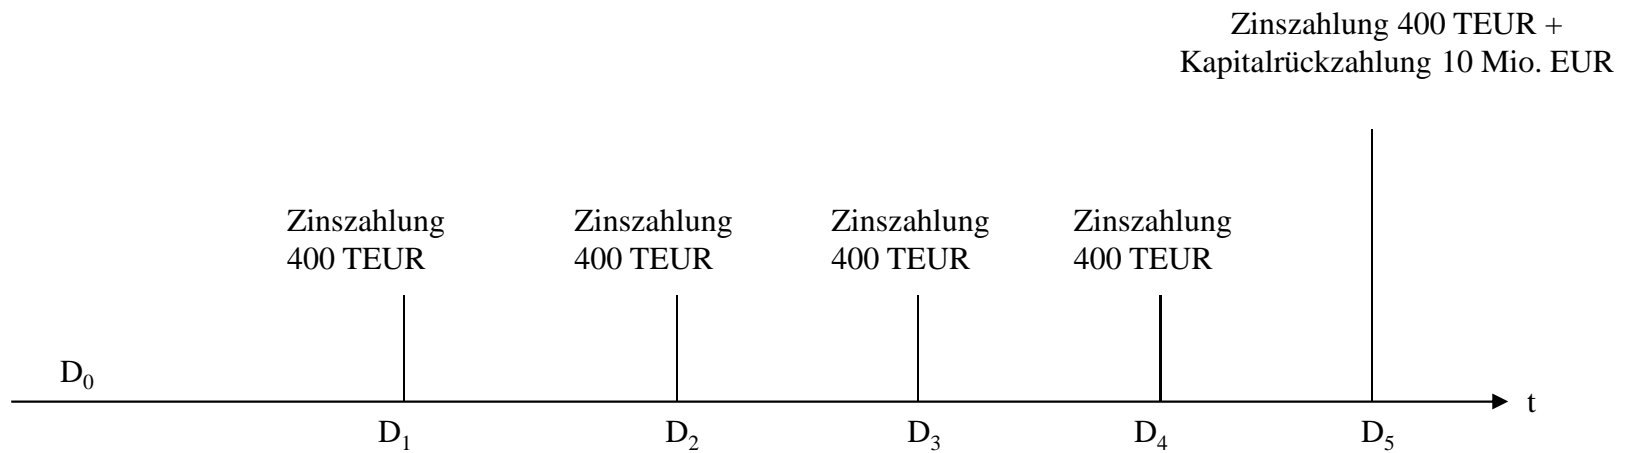 Zinszahlung 400 TEUR +
Kapitalrückzahlung 10 Mio. EUR
Zinszahlung
400 TEUR
Zinszahlung
400 TEUR
Zinszahlung
400 TEUR
Zinszahlung
400 TEUR
D₀
t
D₁
D₂
D₃
D₄
D₅